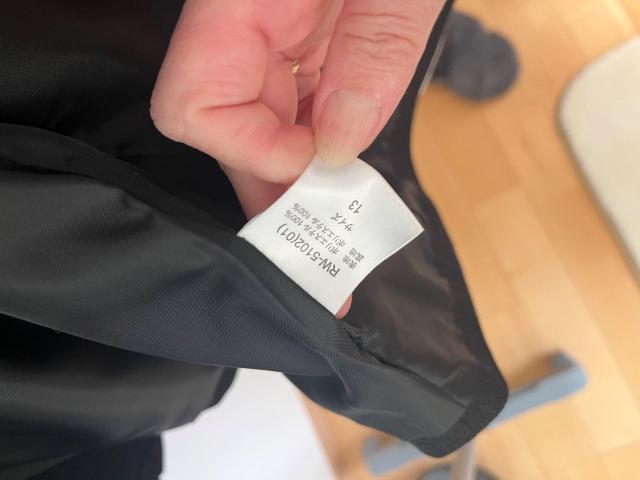 RW-5102(01)
表地 ポリエステル 100%
裏地 ポリエステル 100%
サイズ
13